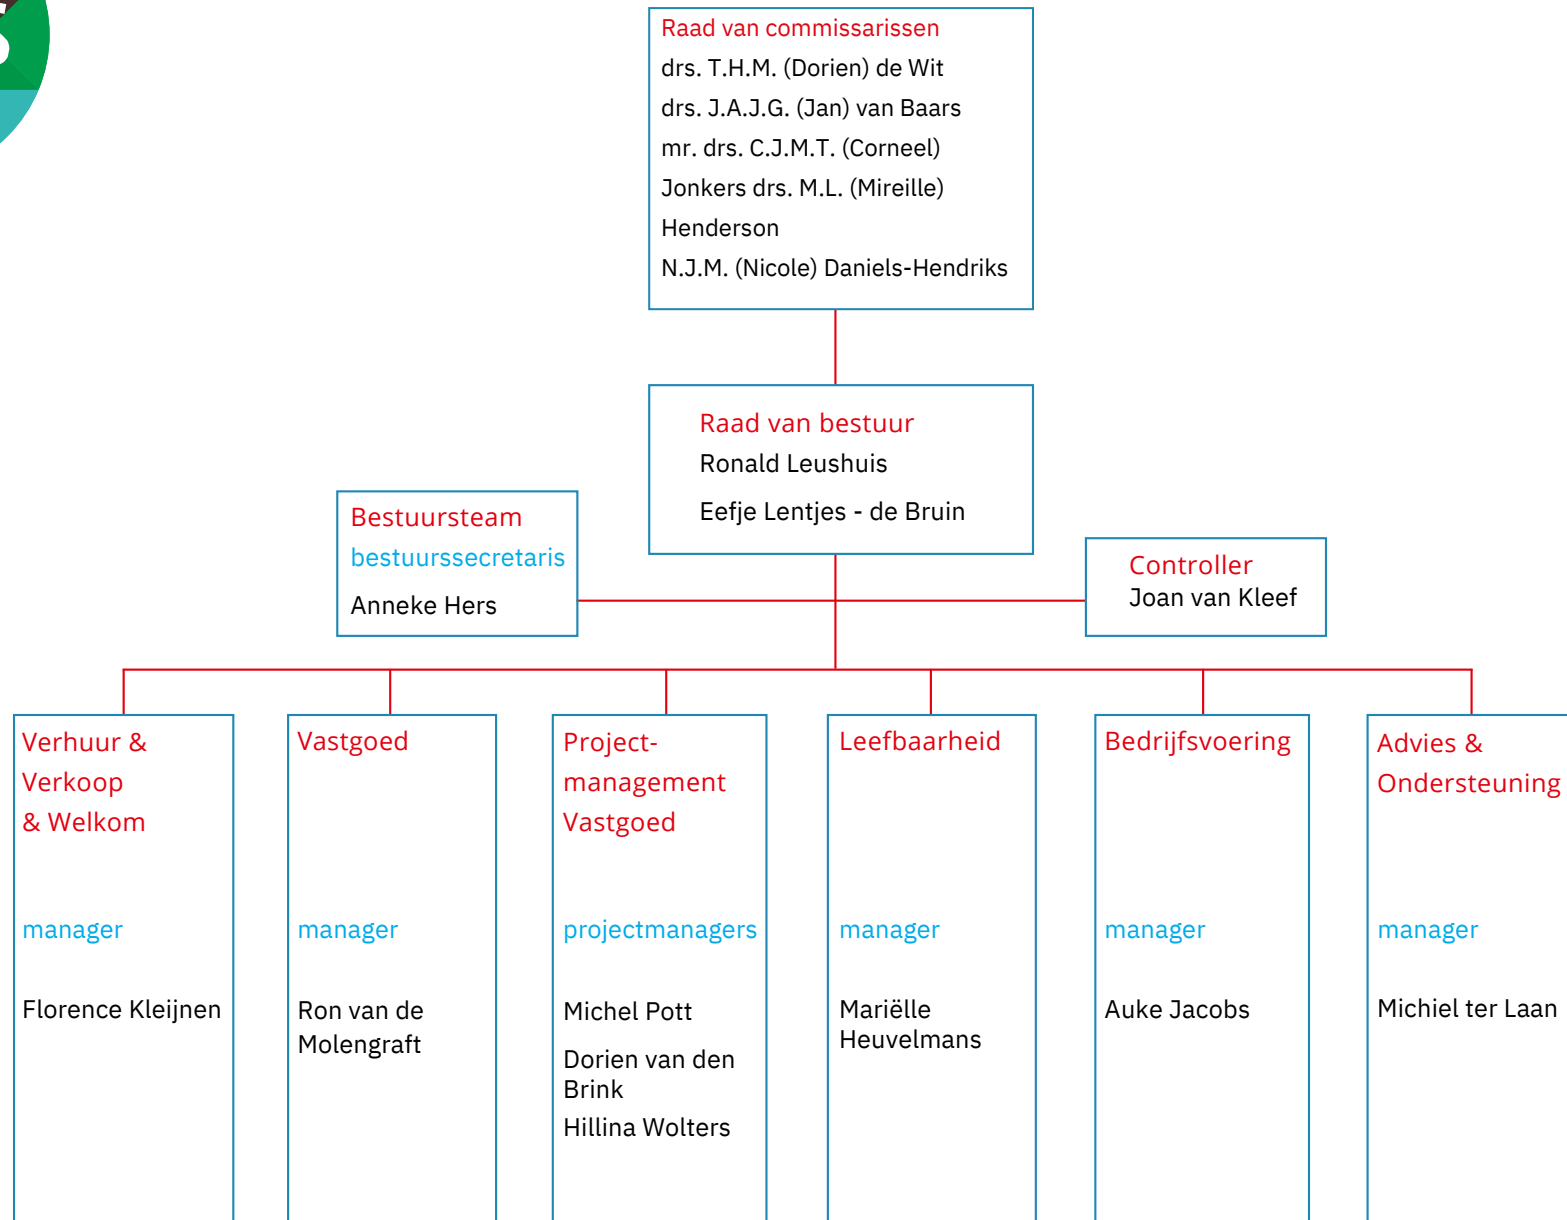 Raad van commissarissen
drs. T.H.M. (Dorien) de Wit
drs. J.A.J.G. (Jan) van Baars
mr. drs. C.J.M.T. (Corneel)
Jonkers drs. M.L. (Mireille)
Henderson
N.J.M. (Nicole) Daniels-Hendriks
Raad van bestuur
Ronald Leushuis
Eefje Lentjes - de Bruin
Bestuursteam
bestuurssecretaris
Anneke Hers
Controller
Joan van Kleef
Verhuur &
Verkoop
& Welkom
manager
Florence Kleijnen
Vastgoed
manager
Ron van de
Molengraft
Project-
management
Vastgoed
projectmanagers
Michel Pott
Dorien van den
Brink
Hillina Wolters
Leefbaarheid
manager
Mariëlle
Heuvelmans
Bedrijfsvoering
manager
Auke Jacobs
Advies &
Ondersteuning
manager
Michiel ter Laan